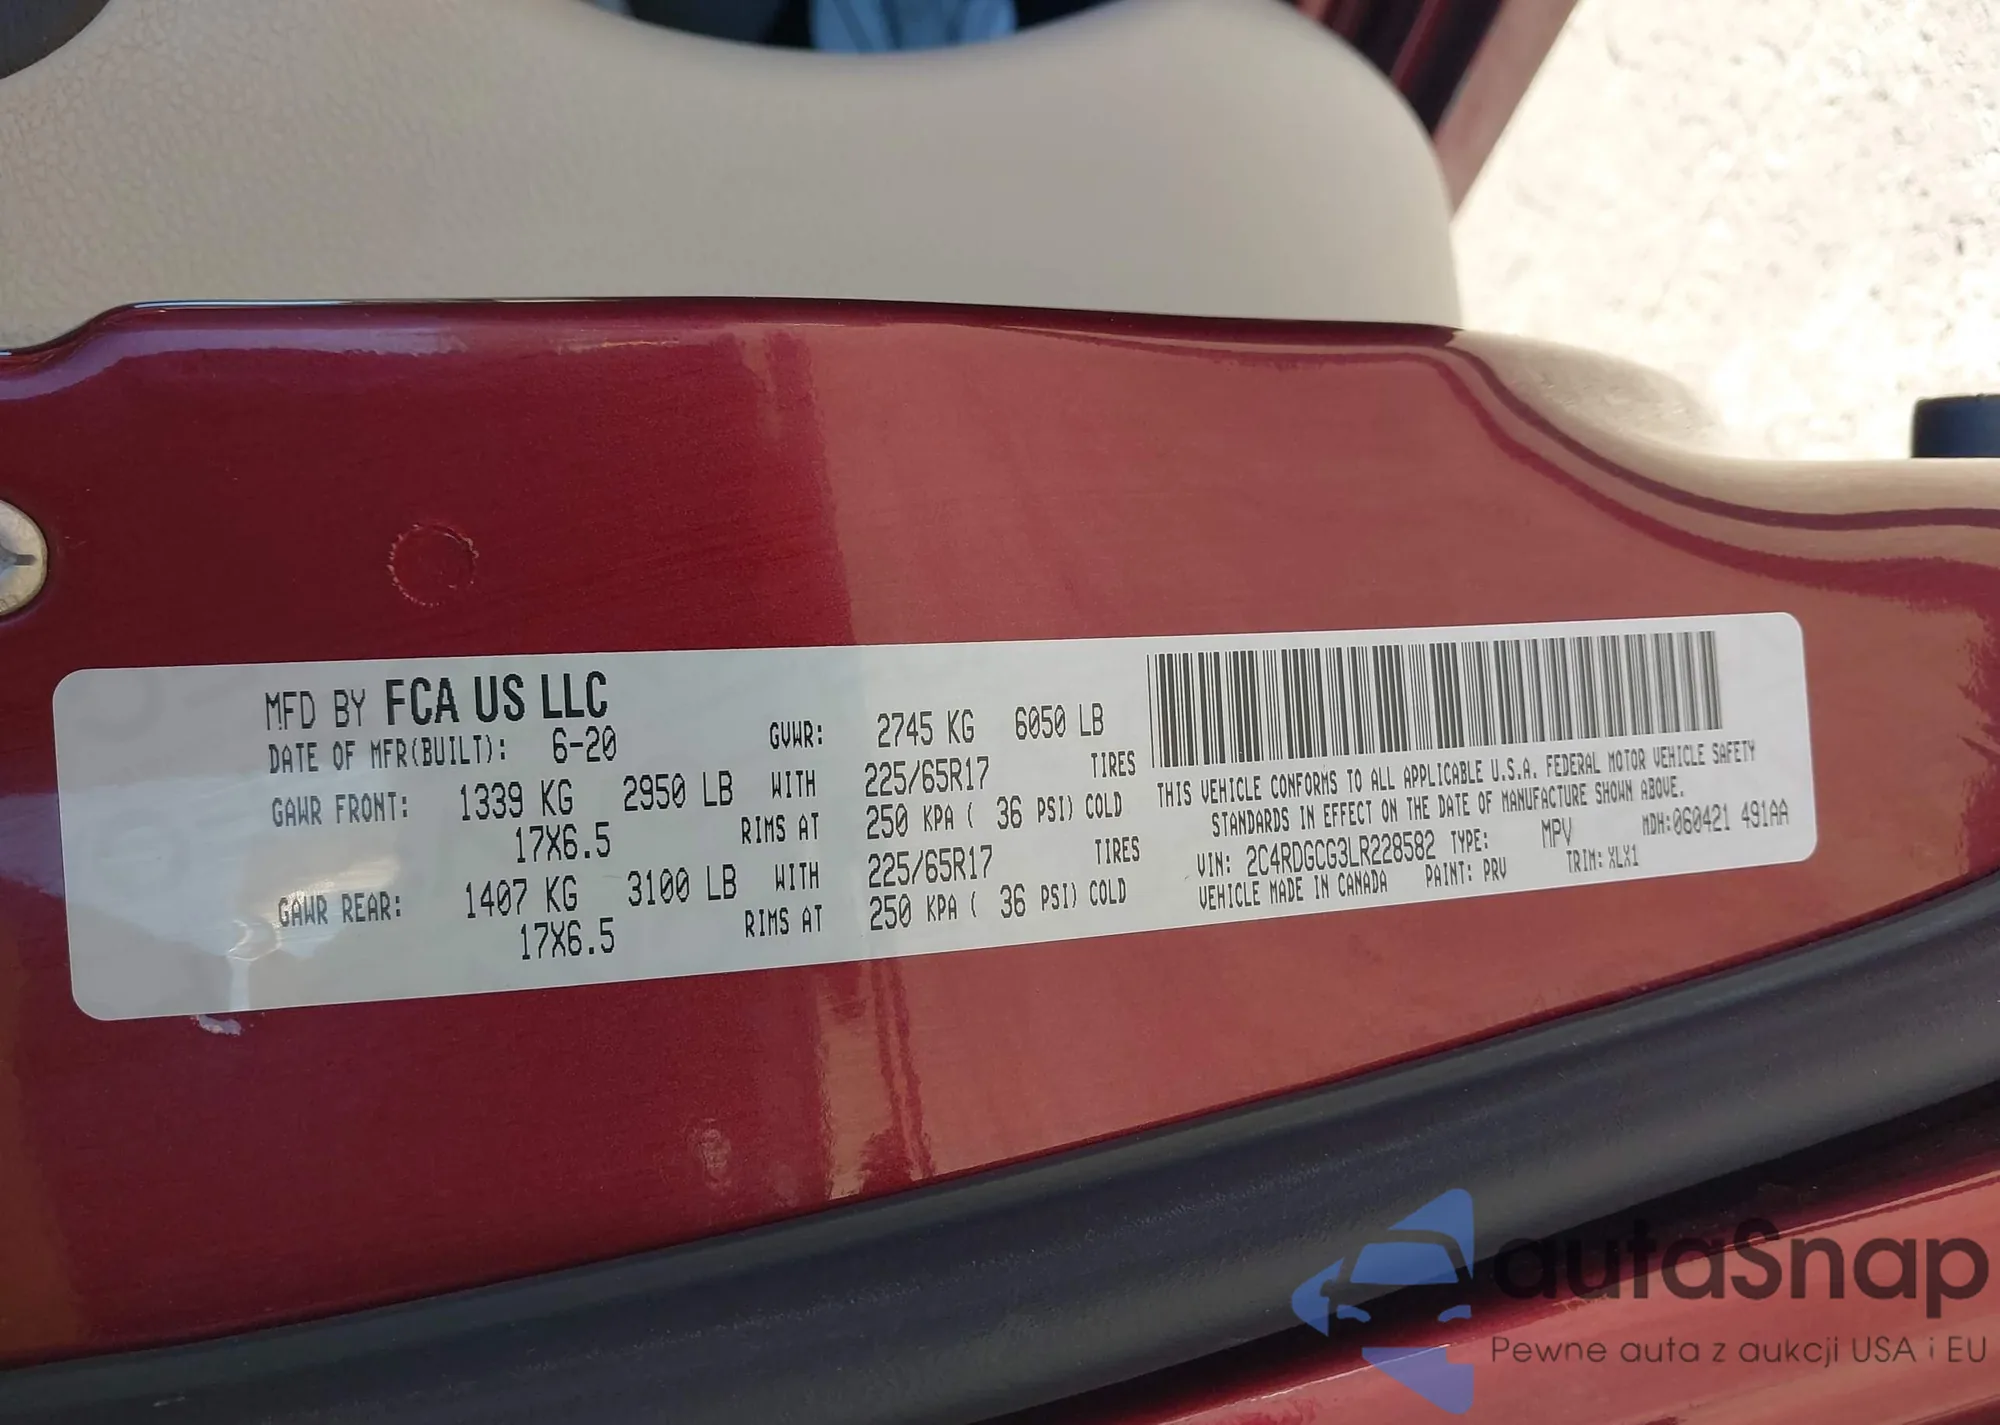 MFD BY FCA US LLC
DATE OF MFR(BUILT): 6-20 GVWR: 2745 KG 6050 LB
GAWR FRONT: 1339 KG 2950 LB WITH 225/65R17 TIRES
17X6.5 RIMS AT 250 KPA ( 36 PSI) COLD
GAWR REAR: 1407 KG 3100 LB WITH 225/65R17 TIRES
17X6.5 RIMS AT 250 KPA ( 36 PSI) COLD
THIS VEHICLE CONFORMS TO ALL APPLICABLE U.S.A. FEDERAL MOTOR VEHICLE SAFETY
STANDARDS IN EFFECT ON THE DATE OF MANUFACTURE SHOWN ABOVE.
VIN: 2C4RDGCG3LR228582 TYPE: MPV MDH:060421 491AA
VEHICLE MADE IN CANADA PAINT: PRV TRIM: XLX1
autaSnap
Pewne auta z aukcji USA i EU